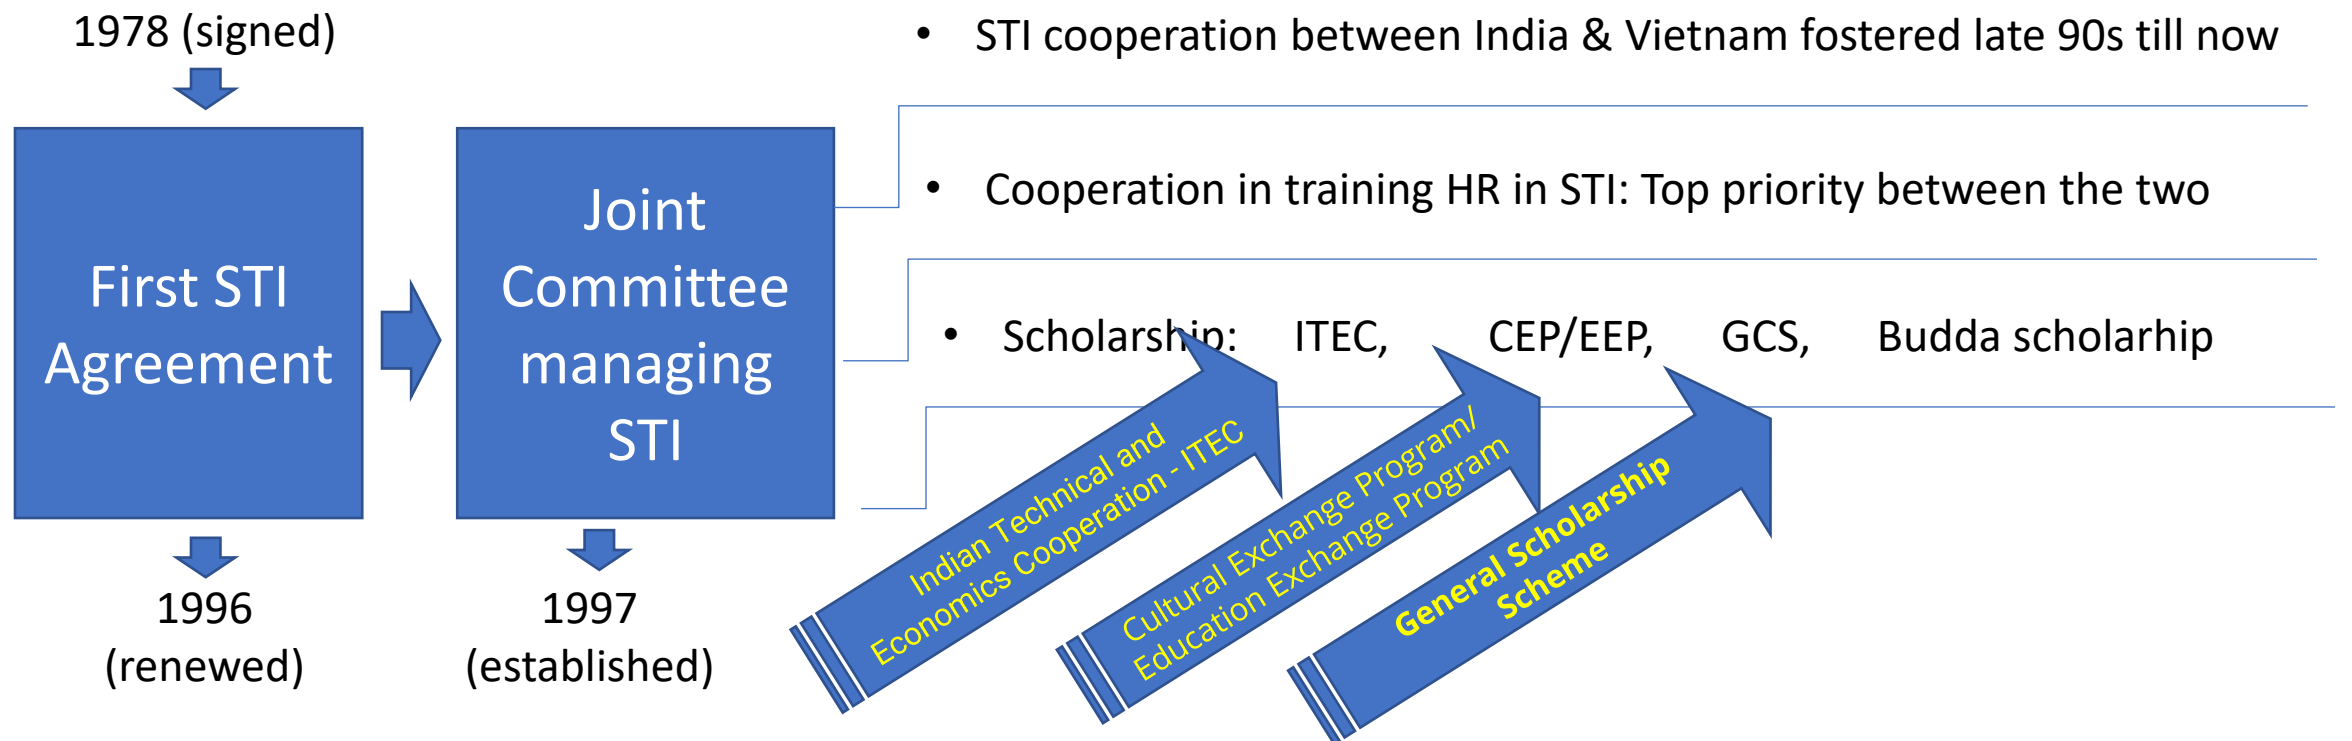 1978 (signed)
First STI
Agreement
1996
(renewed)
Joint
Committee
managing
STI
1997
(established)
• STI cooperation between India & Vietnam fostered late 90s till now
• Cooperation in training HR in STI: Top priority between the two
• Scholarship: ITEC, CEP/EEP, GCS, Budda scholarhip
Indian Technical and
Economics Cooperation - ITEC
Cultural Exchange Program/
Education Exchange Program
General Scholarship
Scheme